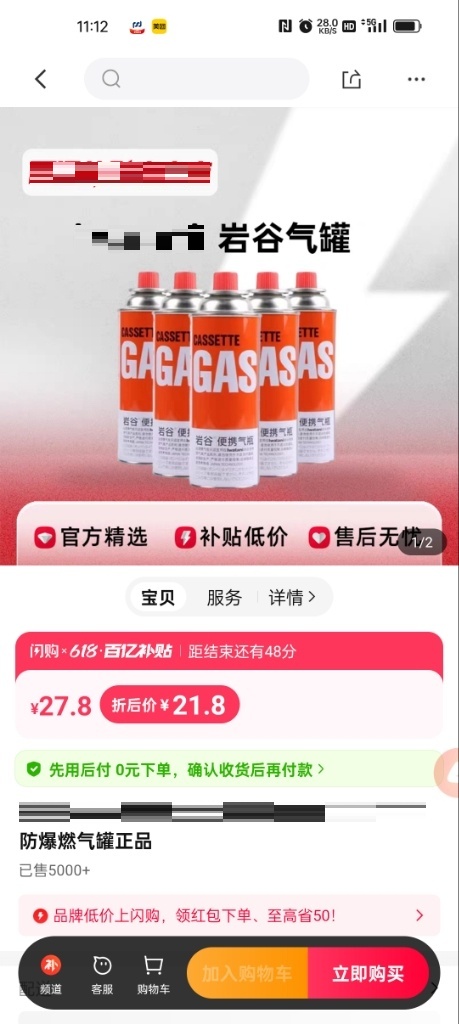 11:12
美团
28.0 KB/S
HD
5G
岩谷气罐
CASSETTE
GAS
岩谷 便携气瓶
官方精选
补贴低价
售后无忧
1/2
宝贝
服务
详情>
闪购×618·百亿补贴
距结束还有48分
¥27.8
折后价¥21.8
先用后付 0元下单，确认收货后再付款>
防爆燃气罐正品
已售5000+
品牌低价上闪购，领红包下单、至高省50!
补
频道
客服
购物车
加入购物车
立即购买